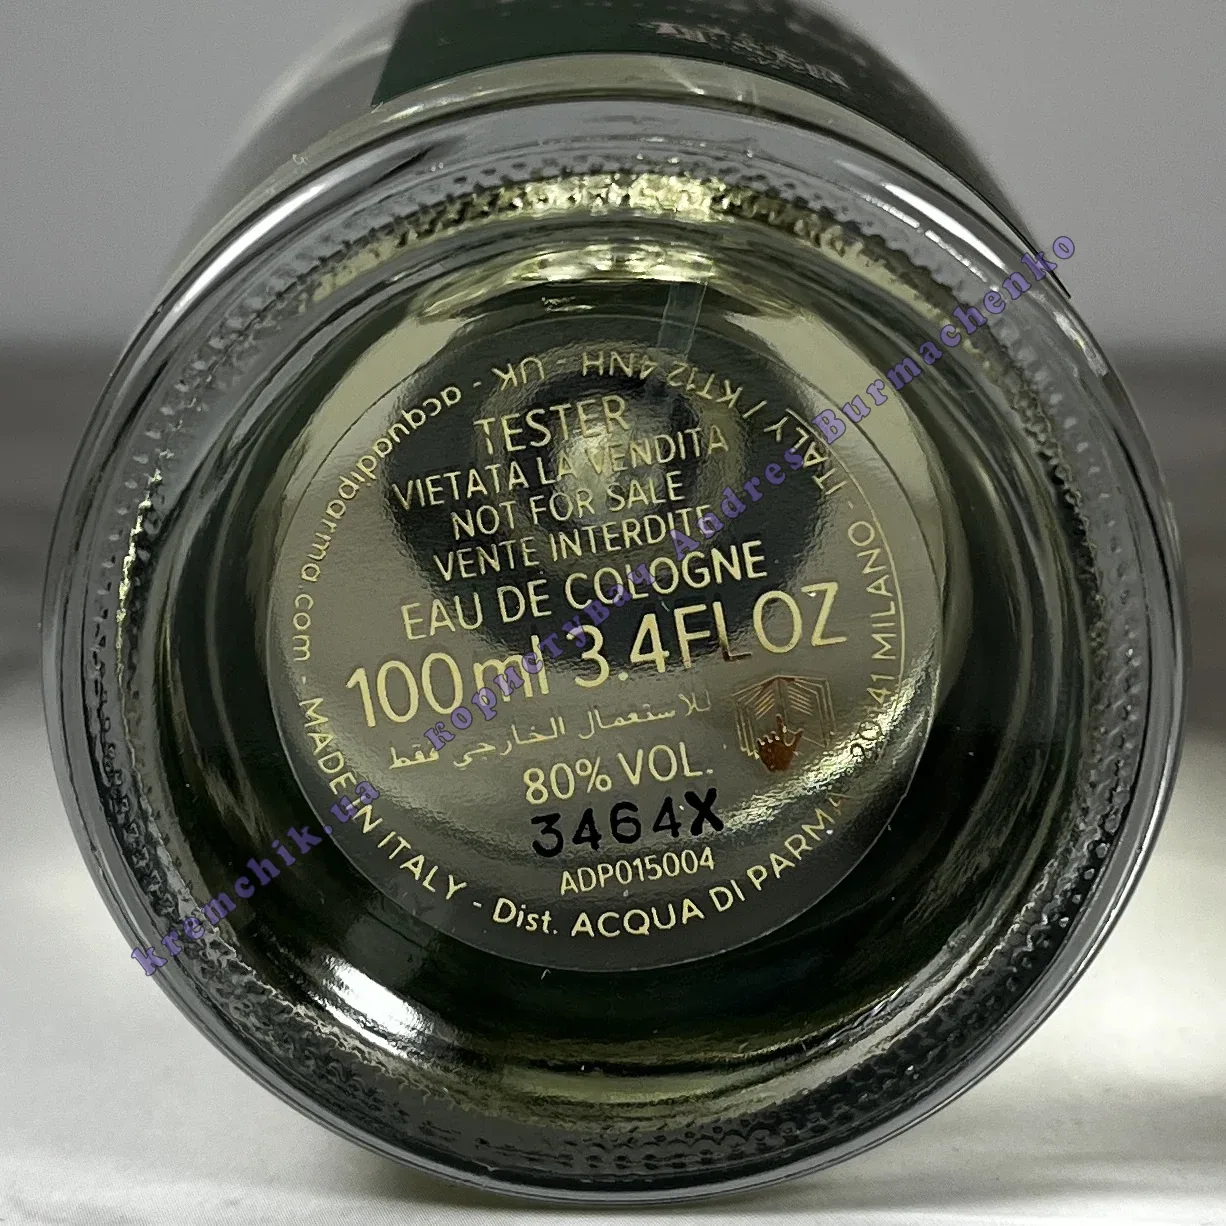 TESTER
VIETATA LA VENDITA
NOT FOR SALE
VENTE INTERDITE
EAU DE COLOGNE
100ml 3.4FLOZ
للاستعمال الخارجي فقط
80% VOL.
3464X
ADP015004
acquadiparma.com - MADE IN ITALY - Dist. ACQUA DI PARMA, 20141 MILANO - ITALY / KT12 4NH - UK -
kremchik.ua користувач Andres Burmachenko